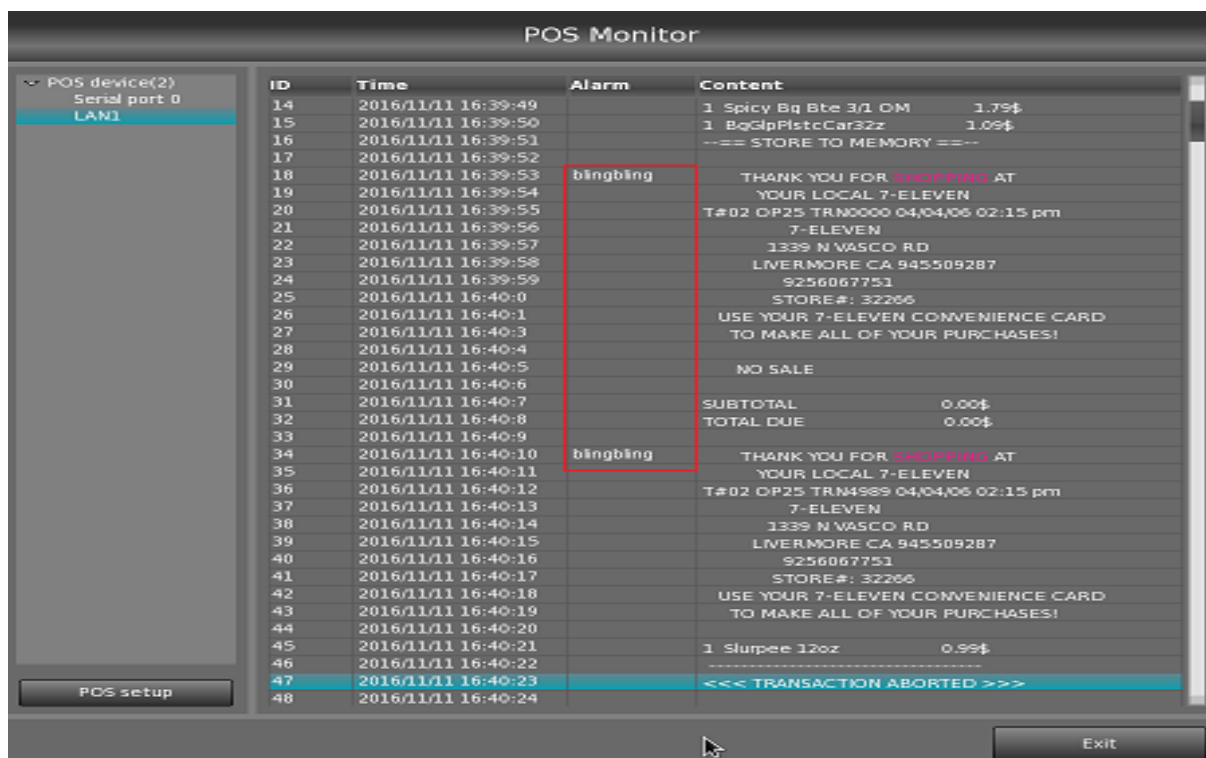 POS Monitor
POS device(2)
Serial port 0
LAN1
ID Time Alarm Content
14 2016/11/11 16:39:49 1 Spicy Bg Bte 3/1 OM 1.79$
15 2016/11/11 16:39:50 1 BgGlpPlstcCar32z 1.09$
16 2016/11/11 16:39:51 --== STORE TO MEMORY ==--
17 2016/11/11 16:39:52
18 2016/11/11 16:39:53 blingbling THANK YOU FOR SHOPPING AT
19 2016/11/11 16:39:54 YOUR LOCAL 7-ELEVEN
20 2016/11/11 16:39:55 T#02 OP25 TRN0000 04/04/06 02:15 pm
21 2016/11/11 16:39:56 7-ELEVEN
22 2016/11/11 16:39:57 1339 N VASCO RD
23 2016/11/11 16:39:58 LIVERMORE CA 945509287
24 2016/11/11 16:39:59 9256067751
25 2016/11/11 16:40:0 STORE#: 32266
26 2016/11/11 16:40:1 USE YOUR 7-ELEVEN CONVENIENCE CARD
27 2016/11/11 16:40:3 TO MAKE ALL OF YOUR PURCHASES!
28 2016/11/11 16:40:4
29 2016/11/11 16:40:5 NO SALE
30 2016/11/11 16:40:6
31 2016/11/11 16:40:7 SUBTOTAL 0.00$
32 2016/11/11 16:40:8 TOTAL DUE 0.00$
33 2016/11/11 16:40:9
34 2016/11/11 16:40:10 blingbling THANK YOU FOR SHOPPING AT
35 2016/11/11 16:40:11 YOUR LOCAL 7-ELEVEN
36 2016/11/11 16:40:12 T#02 OP25 TRN4989 04/04/06 02:15 pm
37 2016/11/11 16:40:13 7-ELEVEN
38 2016/11/11 16:40:14 1339 N VASCO RD
39 2016/11/11 16:40:15 LIVERMORE CA 945509287
40 2016/11/11 16:40:16 9256067751
41 2016/11/11 16:40:17 STORE#: 32266
42 2016/11/11 16:40:18 USE YOUR 7-ELEVEN CONVENIENCE CARD
43 2016/11/11 16:40:19 TO MAKE ALL OF YOUR PURCHASES!
44 2016/11/11 16:40:20
45 2016/11/11 16:40:21 1 Slurpee 12oz 0.99$
46 2016/11/11 16:40:22 ----------------------------------
47 2016/11/11 16:40:23 <<< TRANSACTION ABORTED >>>
48 2016/11/11 16:40:24
POS setup
Exit